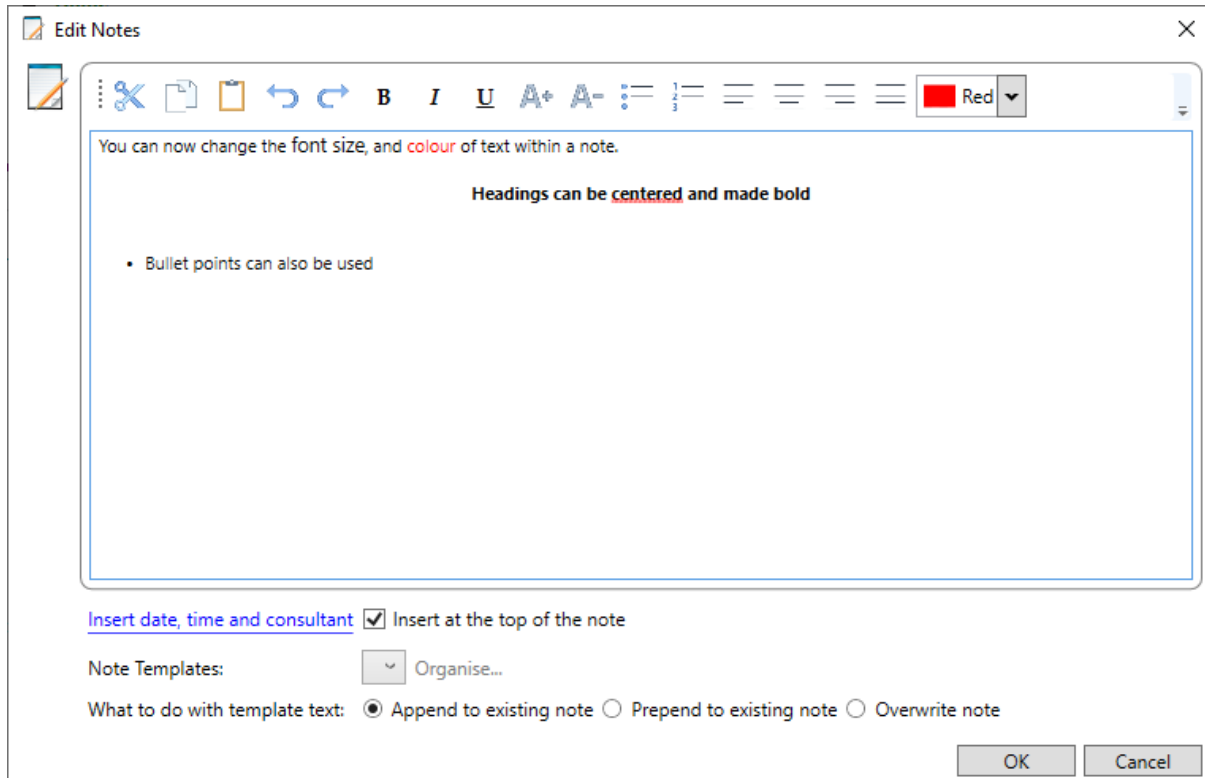 Edit Notes
B I U A+ A- 1 2 3 Red
You can now change the font size, and colour of text within a note.
Headings can be centered and made bold
• Bullet points can also be used
Insert date, time and consultant Insert at the top of the note
Note Templates: Organise...
What to do with template text: Append to existing note Prepend to existing note Overwrite note
OK Cancel